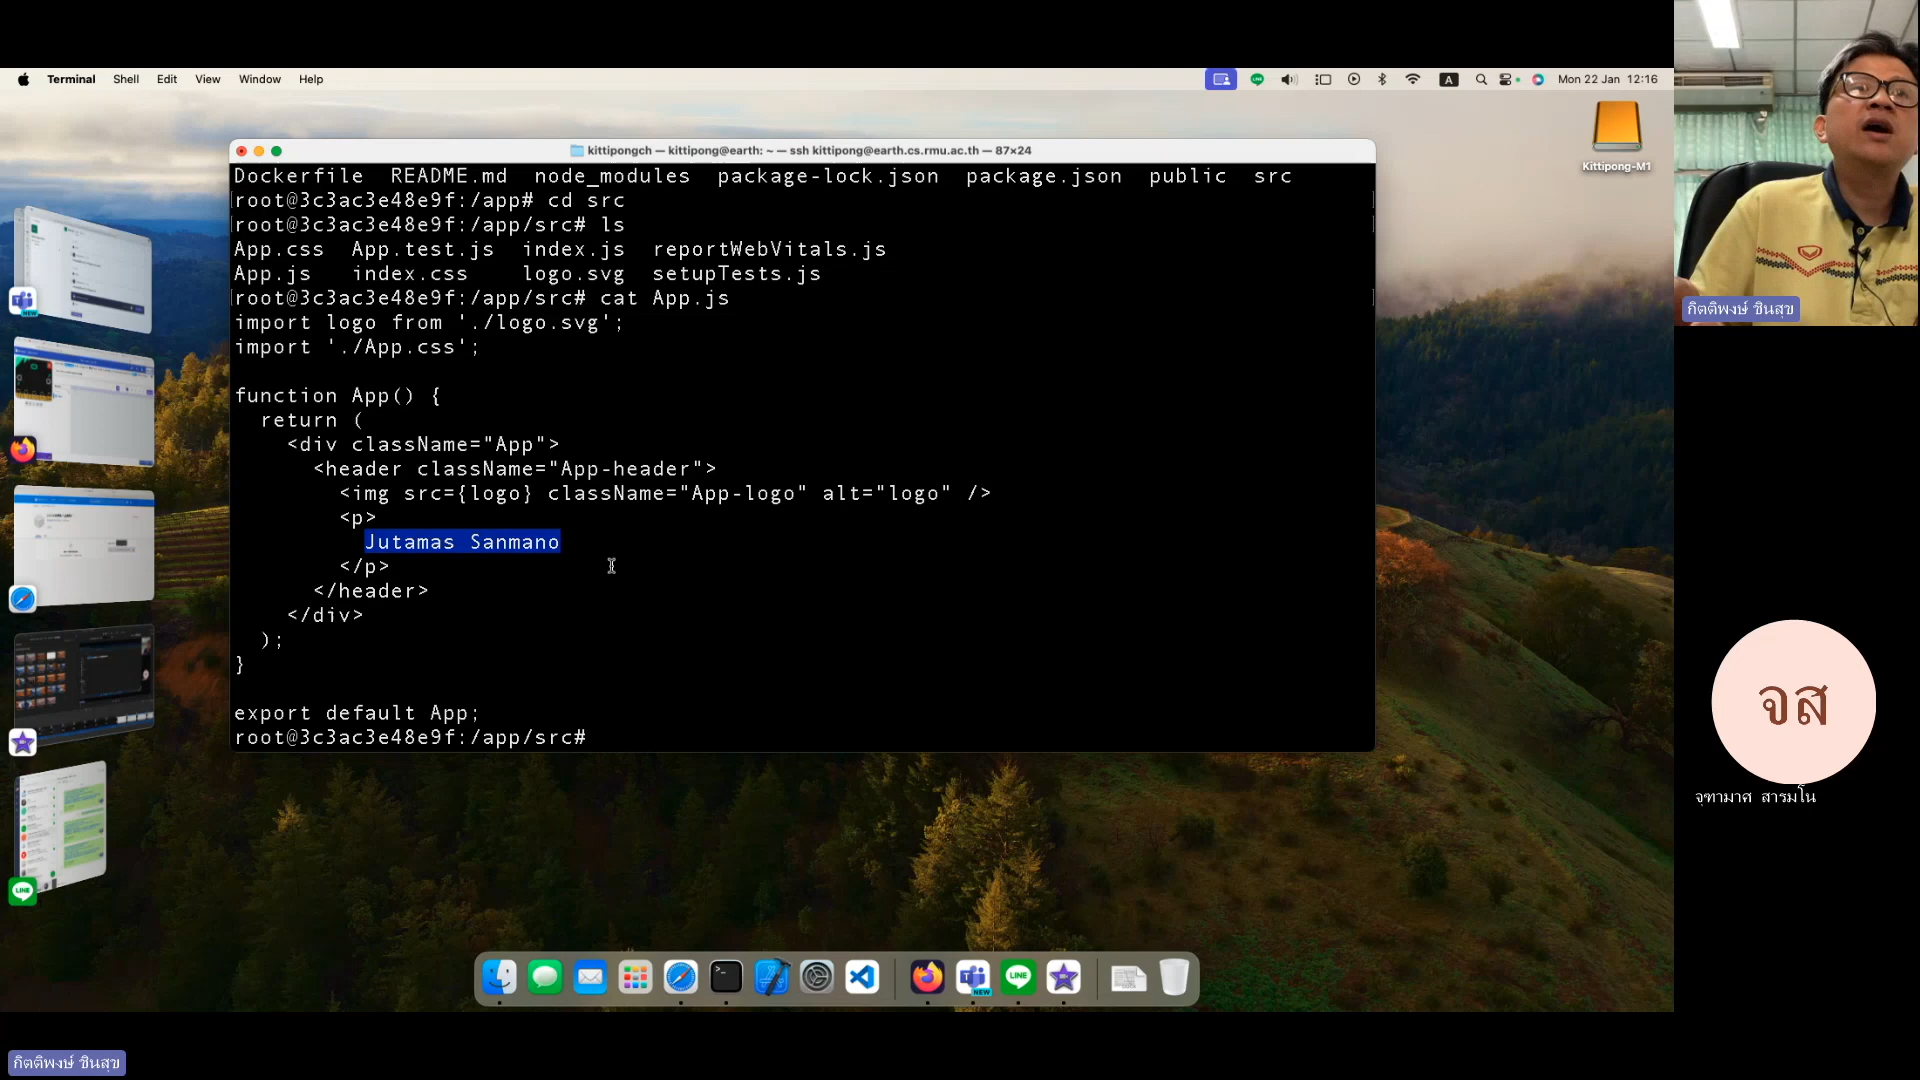 Terminal Shell Edit View Window Help
A
Mon 22 Jan 12:16
Kittipong-M1
kittipongch — kittipong@earth: ~ — ssh kittipong@earth.cs.rmu.ac.th — 87×24
Dockerfile README.md node_modules package-lock.json package.json public src
[root@3c3ac3e48e9f:/app# cd src ]
[root@3c3ac3e48e9f:/app/src# ls ]
App.css App.test.js index.js reportWebVitals.js
App.js index.css logo.svg setupTests.js
[root@3c3ac3e48e9f:/app/src# cat App.js ]
import logo from './logo.svg';
import './App.css';
function App() {
return (
<div className="App">
<header className="App-header">
<img src={logo} className="App-logo" alt="logo" />
<p>
Jutamas Sanmano
</p>
</header>
</div>
);
}
export default App;
root@3c3ac3e48e9f:/app/src#
NEW
LINE
NEW
LINE
กิตติพงษ์ ชินสุข
จส
จุฑามาศ สารมโน
กิตติพงษ์ ชินสุข